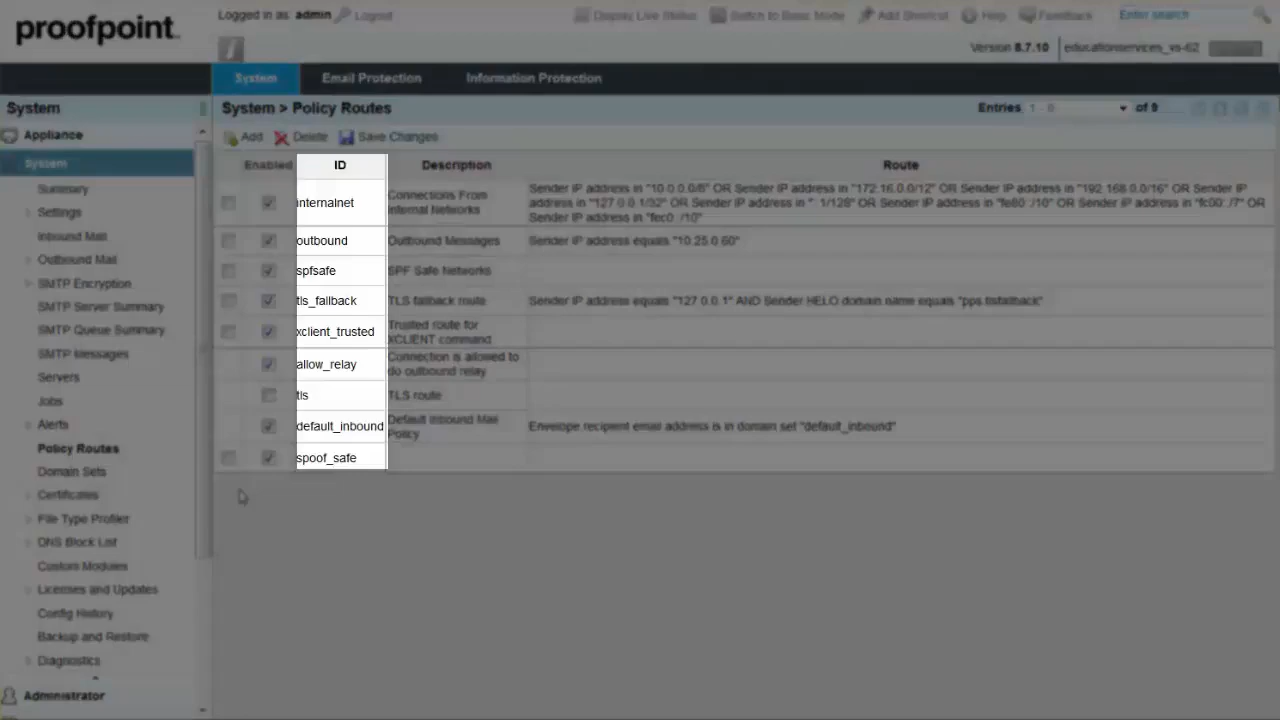 proofpoint.
Logged in as: admin Logout
Display Live Status Switch to Basic Mode Add Shortcut Help Feedback Enter search
Version 8.7.10 educationservices_vs-62
System Email Protection Information Protection
System
System > Policy Routes
Entries 1 - 9 of 9
Appliance
Add Delete Save Changes
System
Summary
Settings
Inbound Mail
Outbound Mail
SMTP Encryption
SMTP Server Summary
SMTP Queue Summary
SMTP Messages
Servers
Jobs
Alerts
Policy Routes
Domain Sets
Certificates
File Type Profiler
DNS Block List
Custom Modules
Licenses and Updates
Config History
Backup and Restore
Diagnostics
Administrator
System
Enabled ID Description Route
internalnet
Connections From
Internal Networks
Sender IP address in "10.0.0.0/8" OR Sender IP address in "172.16.0.0/12" OR Sender IP address in "192.168.0.0/16" OR Sender IP
address in "127.0.0.1/32" OR Sender IP address in "::1/128" OR Sender IP address in "fe80::/10" OR Sender IP address in "fc00::/7" OR
Sender IP address in "fec0::/10"
outbound Outbound Messages Sender IP address equals "10.25.0.60"
spfsafe SPF Safe Networks
tls_fallback TLS fallback route Sender IP address equals "127.0.0.1" AND Sender HELO domain name equals "pps.tlsfallback"
xclient_trusted
Trusted route for
XCLIENT command
allow_relay
Connection is allowed to
do outbound relay
tls TLS route
default_inbound
Default Inbound Mail
Policy
Envelope recipient email address is in domain set "default_inbound"
spoof_safe